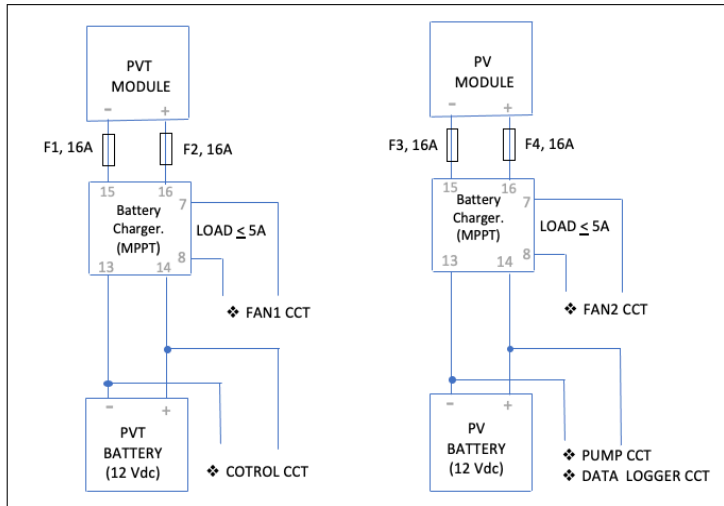 PVT
MODULE
-
+
F1, 16A
F2, 16A
15
16
7
Battery
Charger.
(MPPT)
LOAD ≤ 5A
8
13
14
❖ FAN1 CCT
-
+
PVT
BATTERY
(12 Vdc)
❖ COTROL CCT
PV
MODULE
-
+
F3, 16A
F4, 16A
15
16
7
Battery
Charger.
(MPPT)
LOAD ≤ 5A
8
13
14
❖ FAN2 CCT
-
+
PV
BATTERY
(12 Vdc)
❖ PUMP CCT
❖ DATA LOGGER CCT